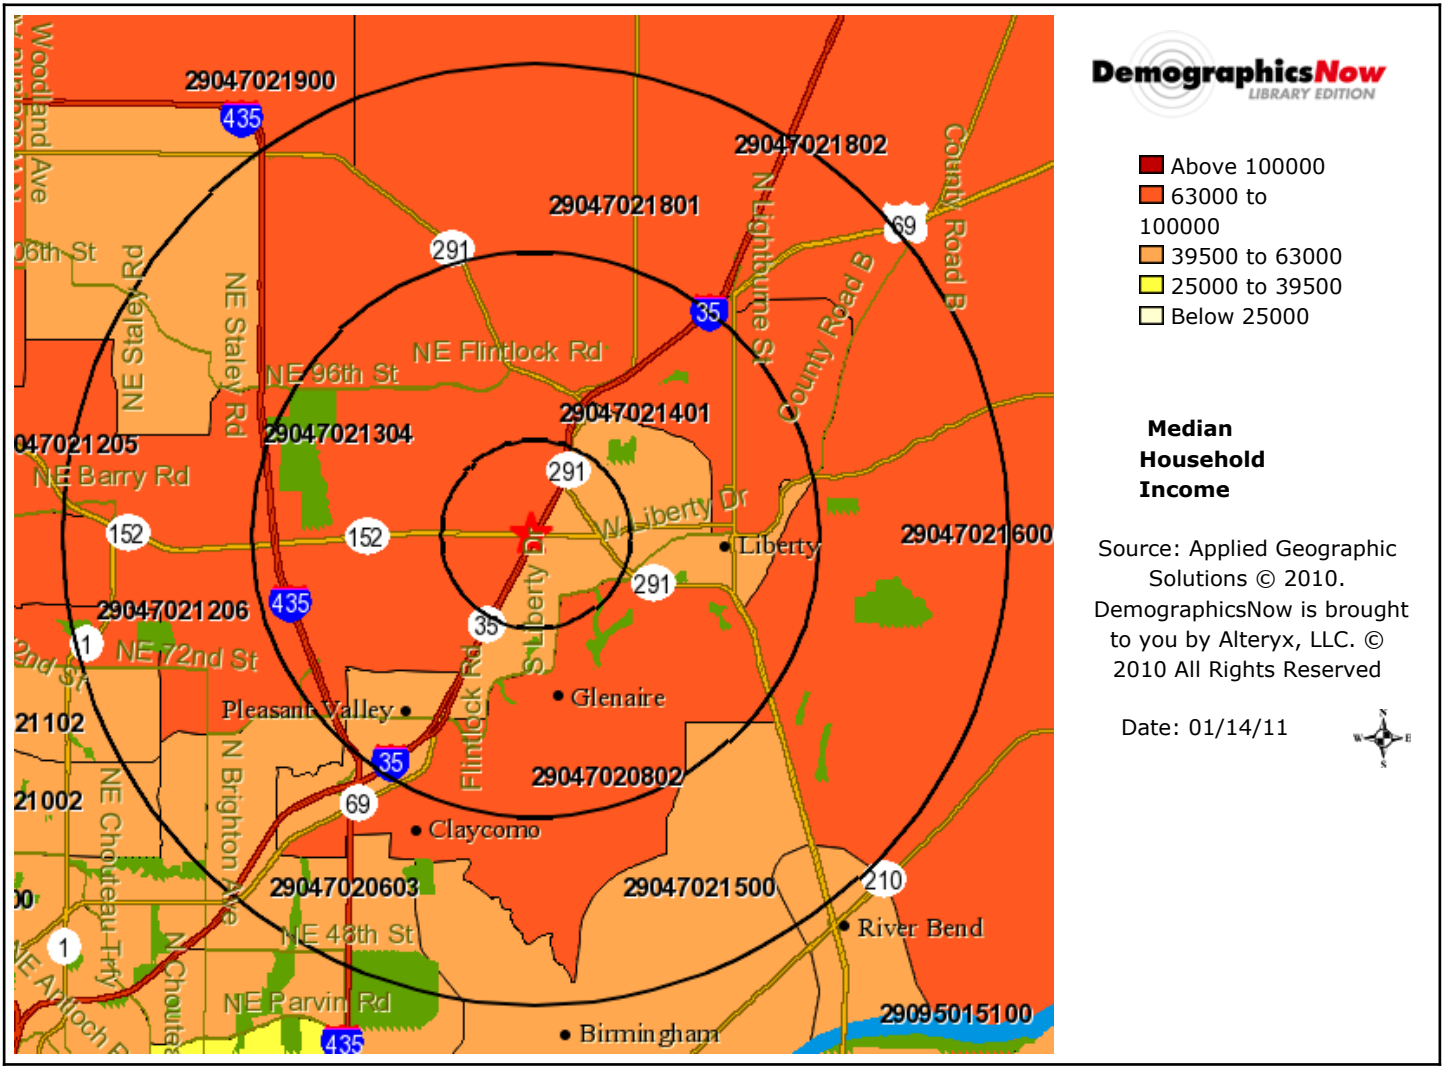 Woodland Ave
29047021900
435
29047021802
County Road B
29047021801
N Lightburne St
69
06th St
NE Staley Rd
NE Staley Rd
291
County Road B
35
NE Flintlock Rd
NE 96th St
29047021401
29047021304
047021205
NE Barry Rd
291
W Liberty Dr
152
152
Liberty
29047021600
S Liberty Dr
291
435
29047021206
35
1
NE 72nd St
2nd St
Flintlock Rd
Glenaire
Pleasant Valley
21102
N Brighton Ave
35
29047020802
NE Chouteau Trfy
21002
69
Claycomo
29047020603
29047021500
210
00
River Bend
NE 48th St
1
N Choute
NE Antioch R
NE Parvin Rd
29095015100
Birmingham
435
DemographicsNow
LIBRARY EDITION
Above 100000
63000 to
100000
39500 to 63000
25000 to 39500
Below 25000
Median
Household
Income
Source: Applied Geographic
Solutions © 2010.
DemographicsNow is brought
to you by Alteryx, LLC. ©
2010 All Rights Reserved
Date: 01/14/11
N
W E
S